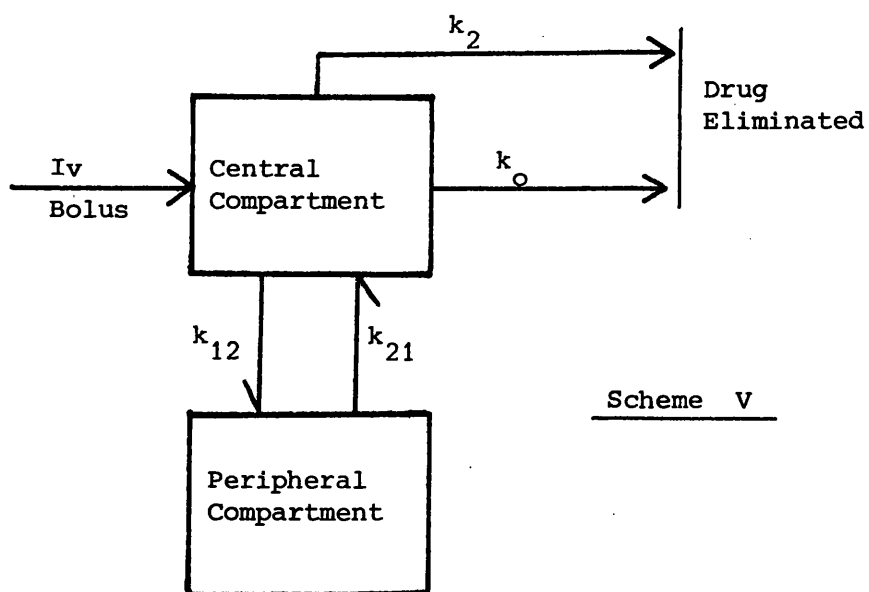 k2
Drug
Eliminated
Iv
Bolus
Central
Compartment
ko
k12
k21
Scheme V
Peripheral
Compartment